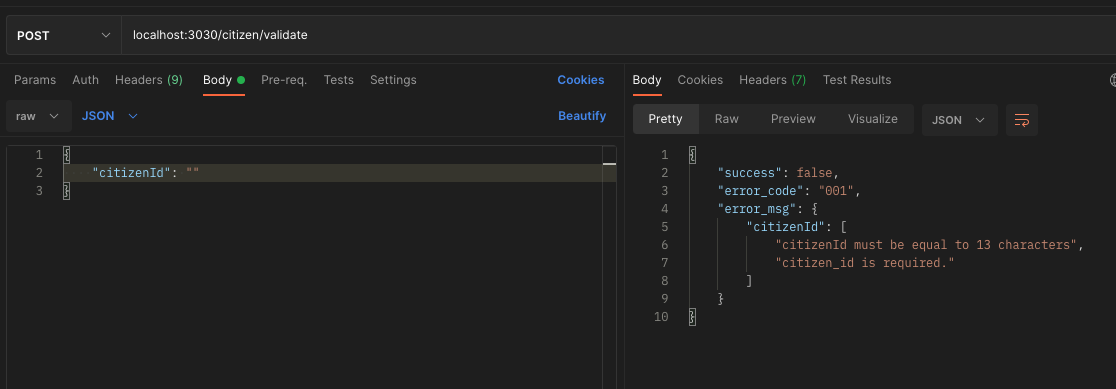 POST localhost:3030/citizen/validate
Params Auth Headers (9) Body Pre-req. Tests Settings Cookies
raw JSON Beautify
1 {
2 "citizenId": ""
3 }
Body Cookies Headers (7) Test Results
Pretty Raw Preview Visualize JSON
1 {
2 "success": false,
3 "error_code": "001",
4 "error_msg": {
5 "citizenId": [
6 "citizenId must be equal to 13 characters",
7 "citizen_id is required."
8 ]
9 }
10 }